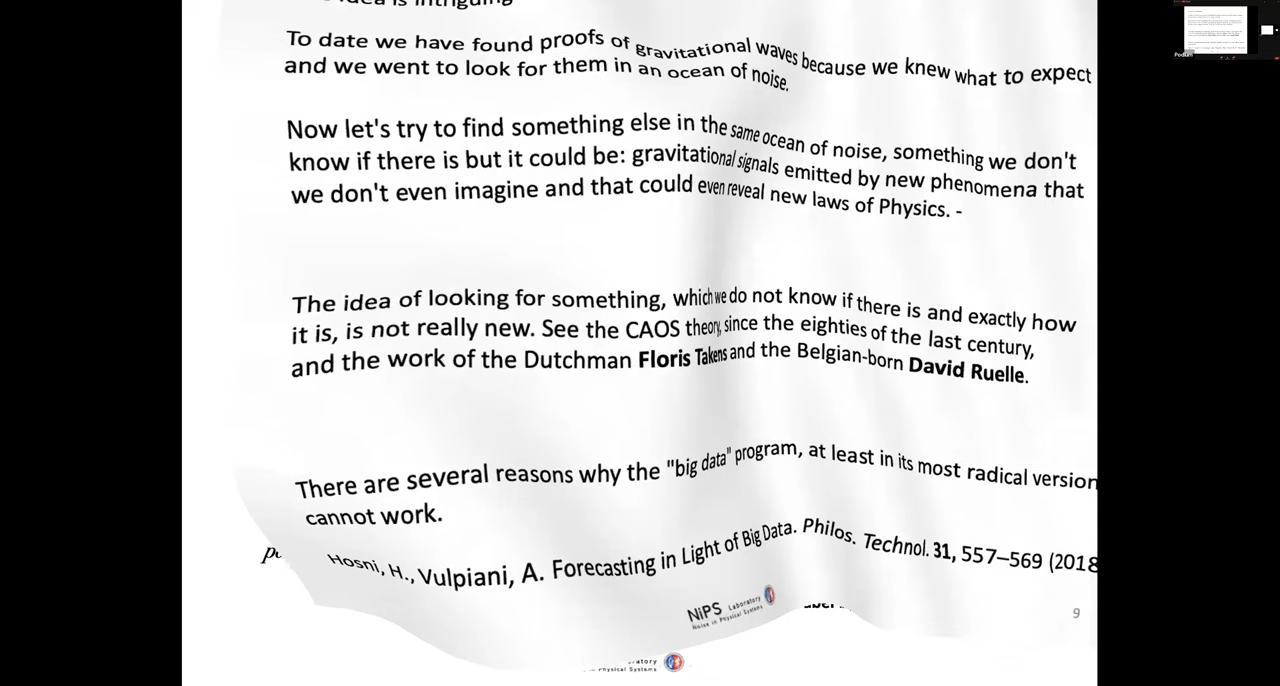 To date we have found proofs of gravitational waves because we knew what to expect
and we went to look for them in an ocean of noise.
Now let's try to find something else in the same ocean of noise, something we don't
know if there is but it could be: gravitational signals emitted by new phenomena that
we don't even imagine and that could even reveal new laws of Physics. -
The idea of looking for something, which we do not know if there is and exactly how
it is, is not really new. See the CAOS theory, since the eighties of the last century,
and the work of the Dutchman Floris Takens and the Belgian-born David Ruelle.
There are several reasons why the "big data" program, at least in its most radical version
cannot work.
Hosni, H., Vulpiani, A. Forecasting in Light of Big Data. Philos. Technol. 31, 557–569 (2018
NiPS Laboratory
Noise in Physical Systems
9
Podium